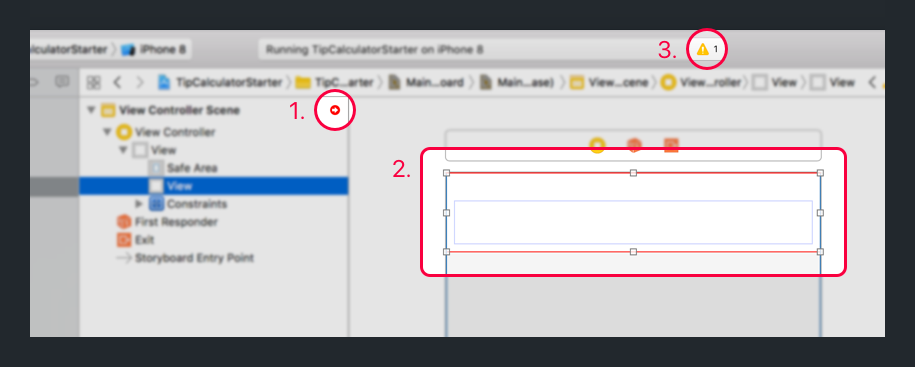 lculatorStarter 〉 iPhone 8
Running TipCalculatorStarter on iPhone 8
3.
1
TipCalculatorStarter 〉 TipC...arter 〉 Main...oard 〉 Main...ase) 〉 View...cene 〉 View...roller 〉 View 〉 View
1.
View Controller Scene
View Controller
View
Safe Area
View
Constraints
First Responder
Exit
Storyboard Entry Point
2.